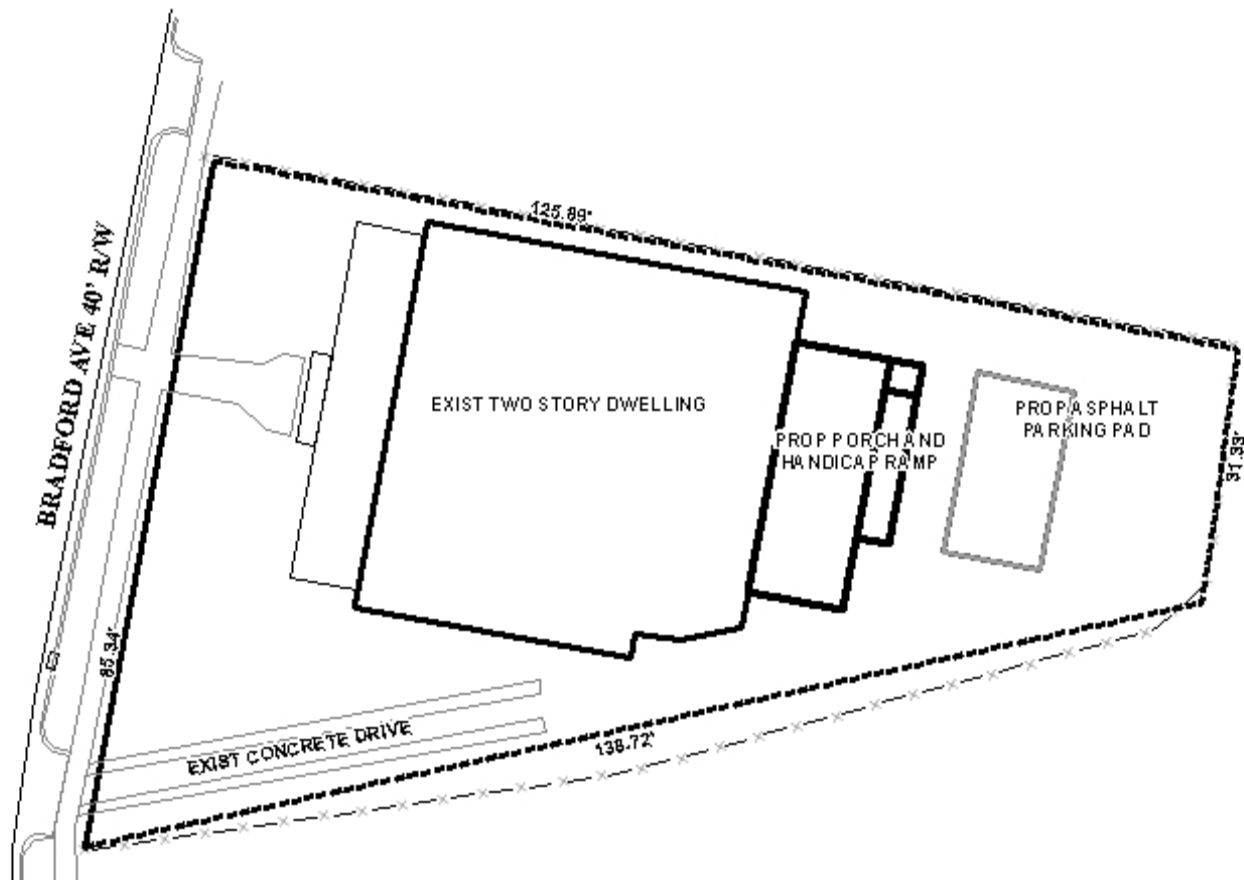 125.89'
BRADFORD AVE 40' R/W
EXIST TWO STORY DWELLING
PROP ASPHALT
PARKING PAD
PROP PORCH AND
HANDICAP RAMP
31.33'
85.34'
EXIST CONCRETE DRIVE
138.72'